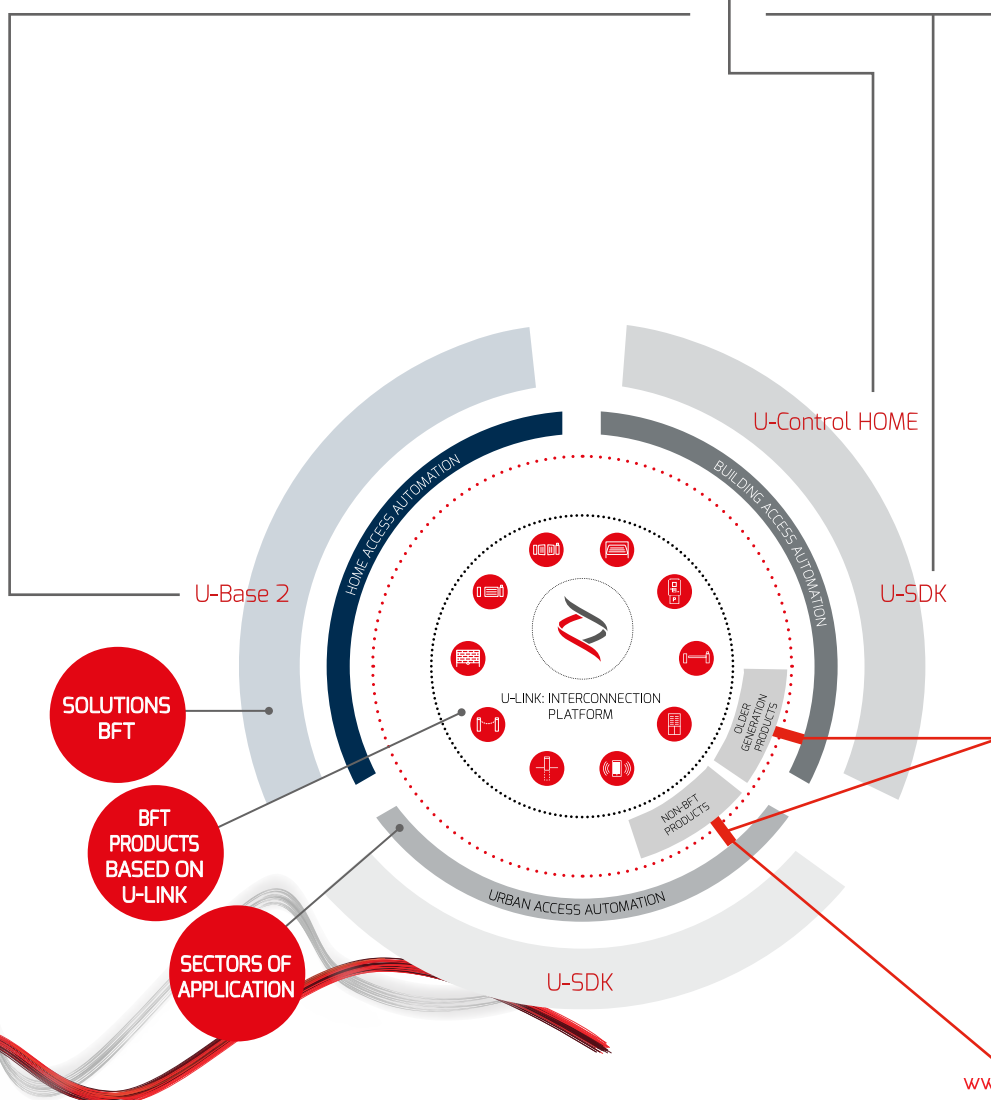 U-Control HOME
HOME ACCESS AUTOMATION
BUILDING ACCESS AUTOMATION
U-Base 2
U-SDK
P
SOLUTIONS
BFT
U-LINK: INTERCONNECTION
PLATFORM
OLDER
GENERATION
PRODUCTS
BFT
PRODUCTS
BASED ON
U-LINK
NON-BFT
PRODUCTS
URBAN ACCESS AUTOMATION
SECTORS OF
APPLICATION
U-SDK